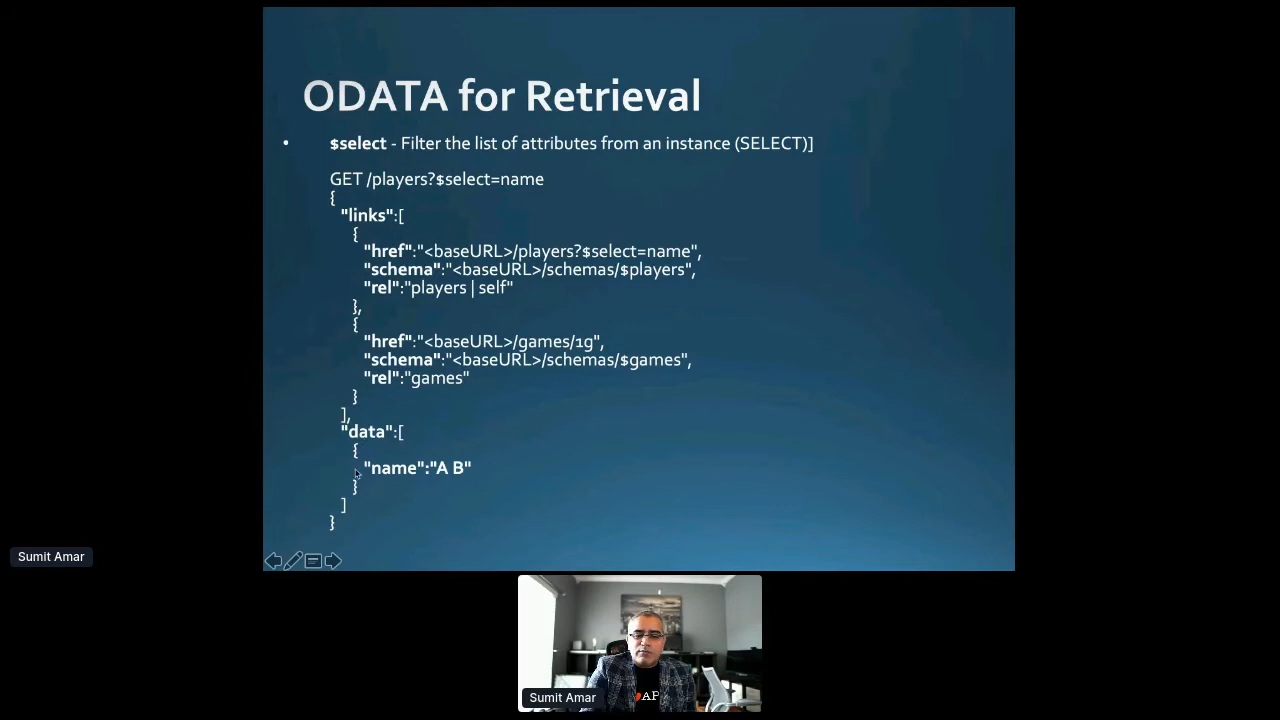 ODATA for Retrieval
• $select - Filter the list of attributes from an instance (SELECT)]
GET /players?$select=name
{
"links":[
{
"href":"<baseURL>/players?$select=name",
"schema":"<baseURL>/schemas/$players",
"rel":"players | self"
},
{
"href":"<baseURL>/games/1g",
"schema":"<baseURL>/schemas/$games",
"rel":"games"
}
],
"data":[
{
"name":"A B"
}
]
}
Sumit Amar
Sumit Amar
AP